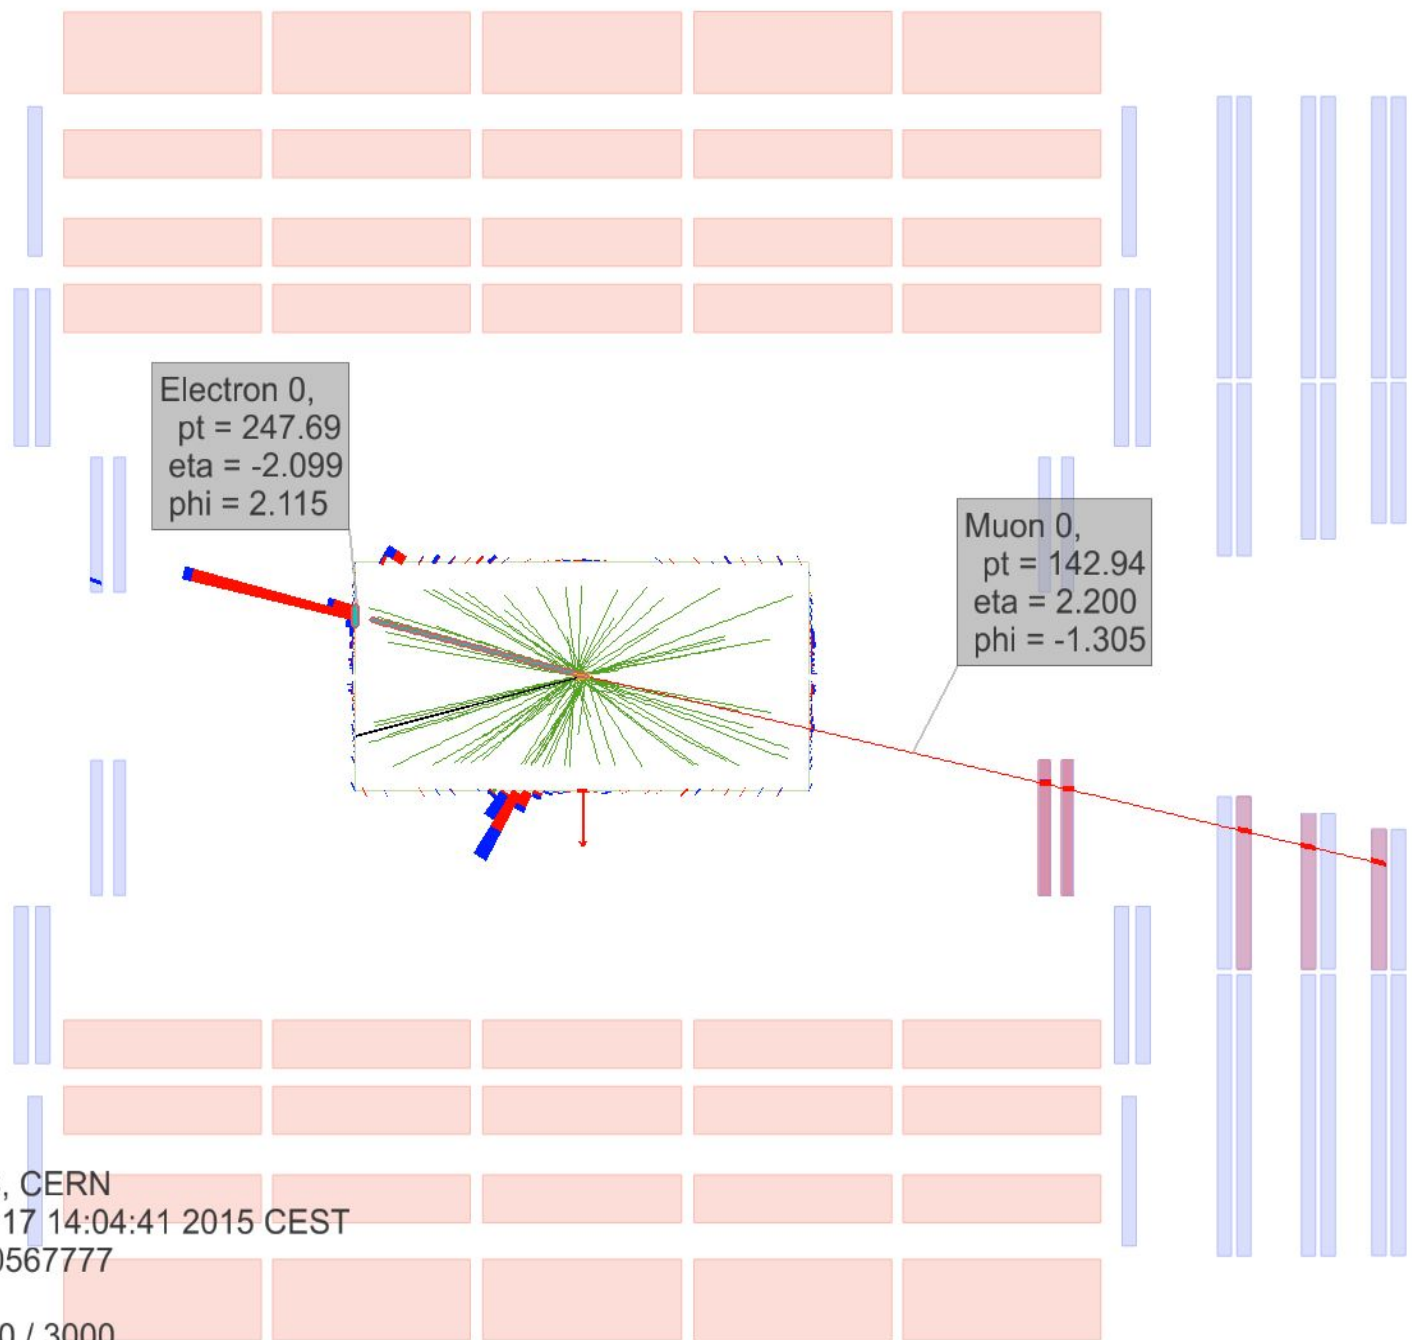 Electron 0,
pt = 247.69
eta = -2.099
phi = 2.115
Muon 0,
pt = 142.94
eta = 2.200
phi = -1.305
, CERN
17 14:04:41 2015 CEST
0567777
0 / 3000